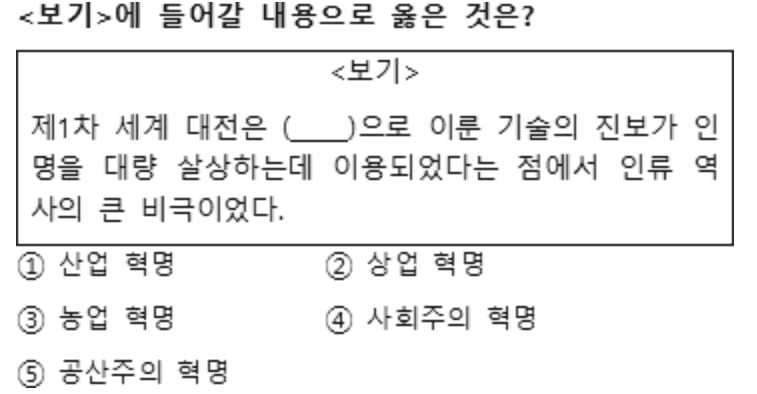 <보기>에 들어갈 내용으로 옳은 것은?
<보기>
제1차 세계 대전은 (____)으로 이룬 기술의 진보가 인
명을 대량 살상하는데 이용되었다는 점에서 인류 역
사의 큰 비극이었다.
① 산업 혁명 ② 상업 혁명
③ 농업 혁명 ④ 사회주의 혁명
⑤ 공산주의 혁명